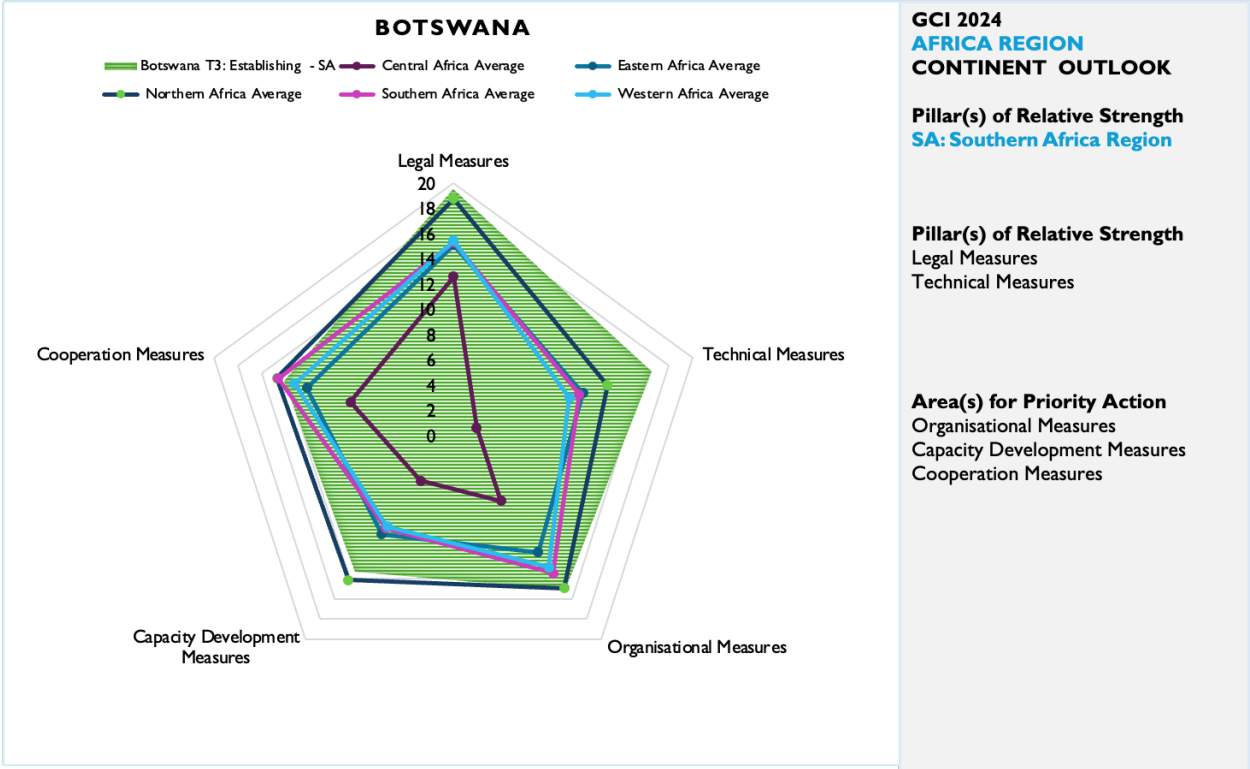 BOTSWANA
Botswana T3: Establishing - SA
Central Africa Average
Eastern Africa Average
Northern Africa Average
Southern Africa Average
Western Africa Average
Legal Measures
20
18
16
14
12
10
8
6
4
2
0
Cooperation Measures
Technical Measures
Capacity Development
Measures
Organisational Measures
GCI 2024
AFRICA REGION
CONTINENT OUTLOOK
Pillar(s) of Relative Strength
SA: Southern Africa Region
Pillar(s) of Relative Strength
Legal Measures
Technical Measures
Area(s) for Priority Action
Organisational Measures
Capacity Development Measures
Cooperation Measures